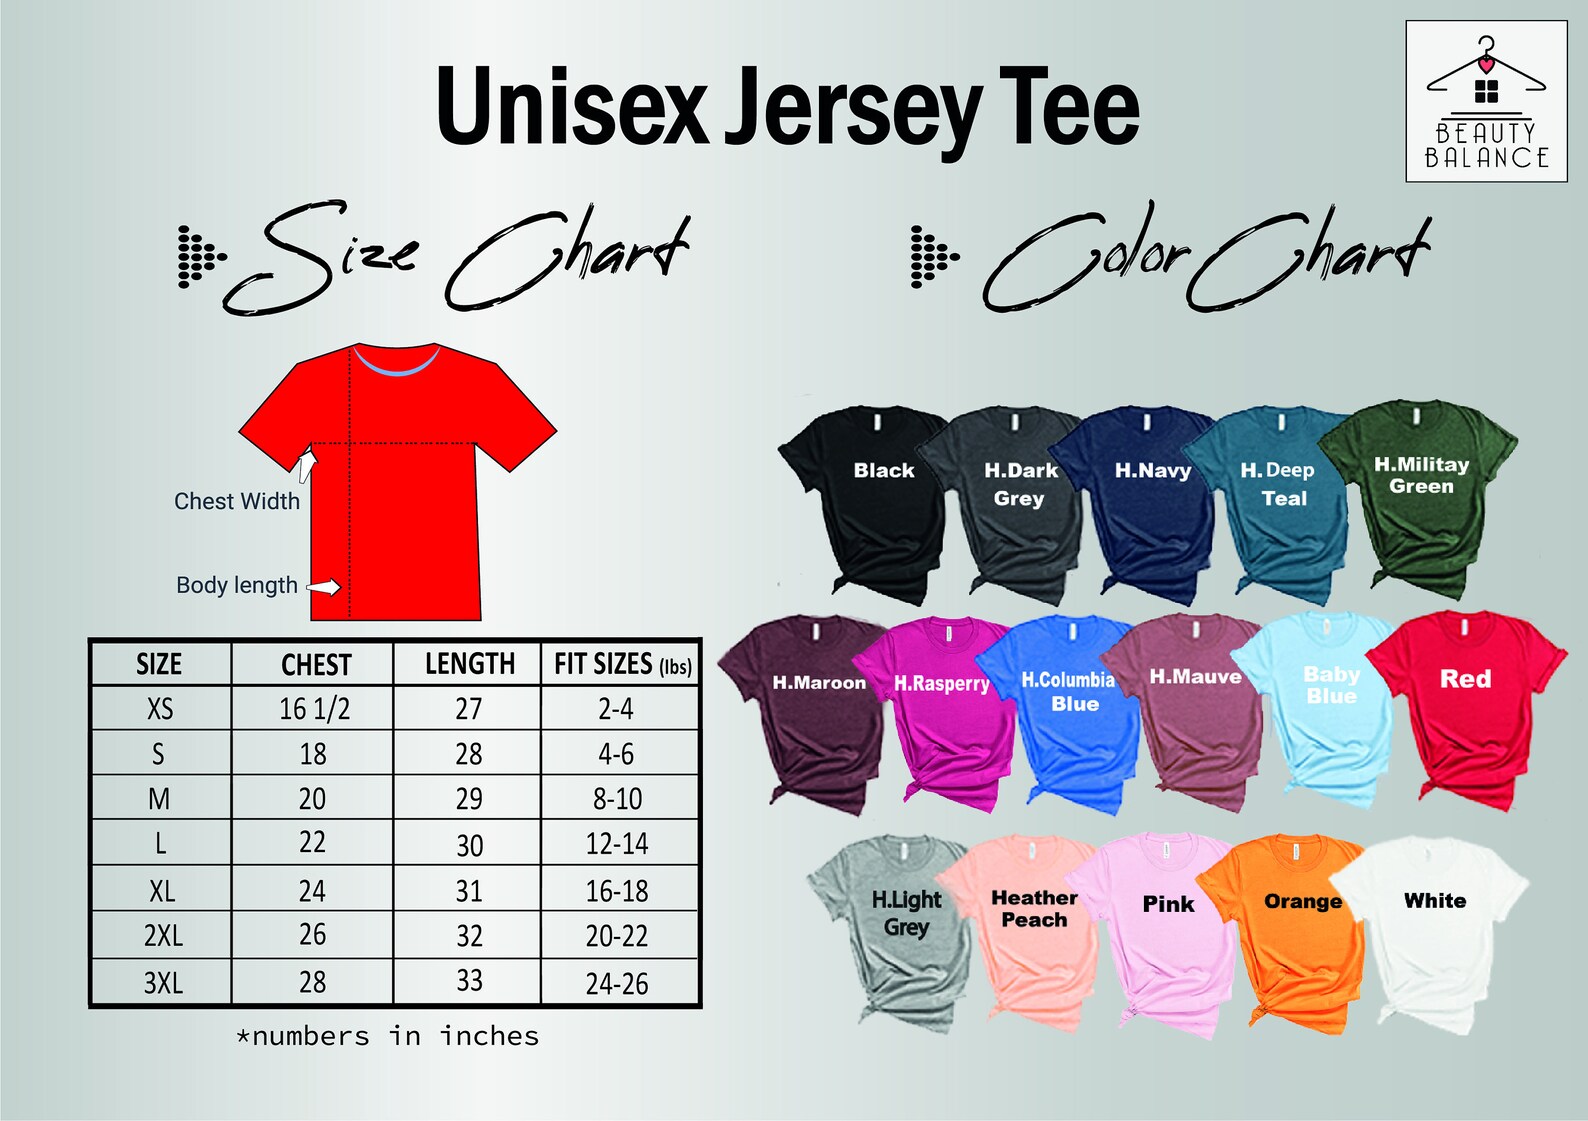 Unisex Jersey Tee
BEAUTY
BALANCE
Size Chart
Color Chart
Chest Width
Body length
SIZE CHEST LENGTH FIT SIZES (lbs)
XS 16 1/2 27 2-4
S 18 28 4-6
M 20 29 8-10
L 22 30 12-14
XL 24 31 16-18
2XL 26 32 20-22
3XL 28 33 24-26
*numbers in inches
Black
H.Dark
Grey
H.Navy
H.Deep
Teal
H.Militay
Green
H.Maroon
H.Rasperry
H.Columbia
Blue
H.Mauve
Baby
Blue
Red
H.Light
Grey
Heather
Peach
Pink
Orange
White